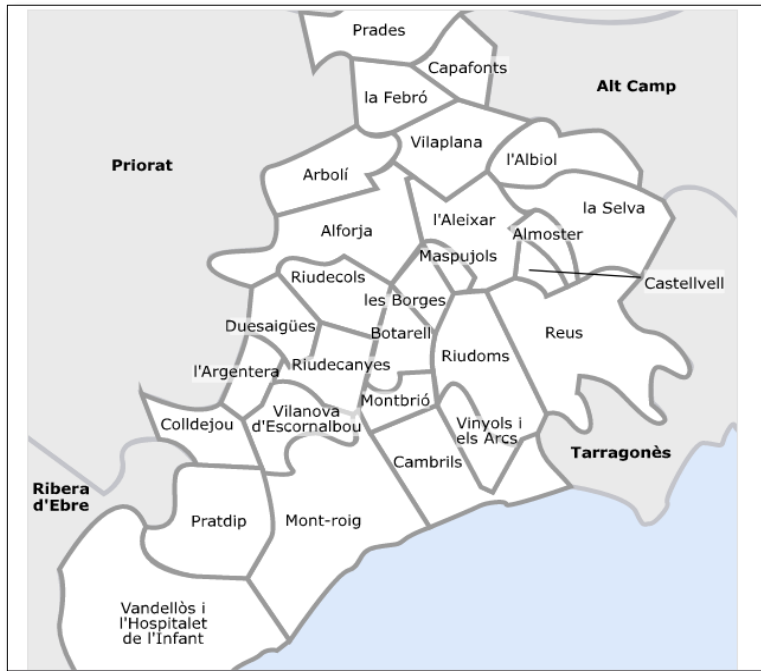 Prades
Capafonts
Alt Camp
la Febró
Vilaplana
l'Albiol
Priorat
Arbolí
la Selva
l'Aleixar
Alforja
Almoster
Maspujols
Riudecols
Castellvell
les Borges
Duesaigües
Botarell
Reus
Riudoms
l'Argentera
Riudecanyes
Montbrió
Colldejou
Vilanova
d'Escornalbou
Vinyols i
els Arcs
Tarragonès
Cambrils
Ribera
d'Ebre
Pratdip
Mont-roig
Vandellòs i
l'Hospitalet
de l'Infant